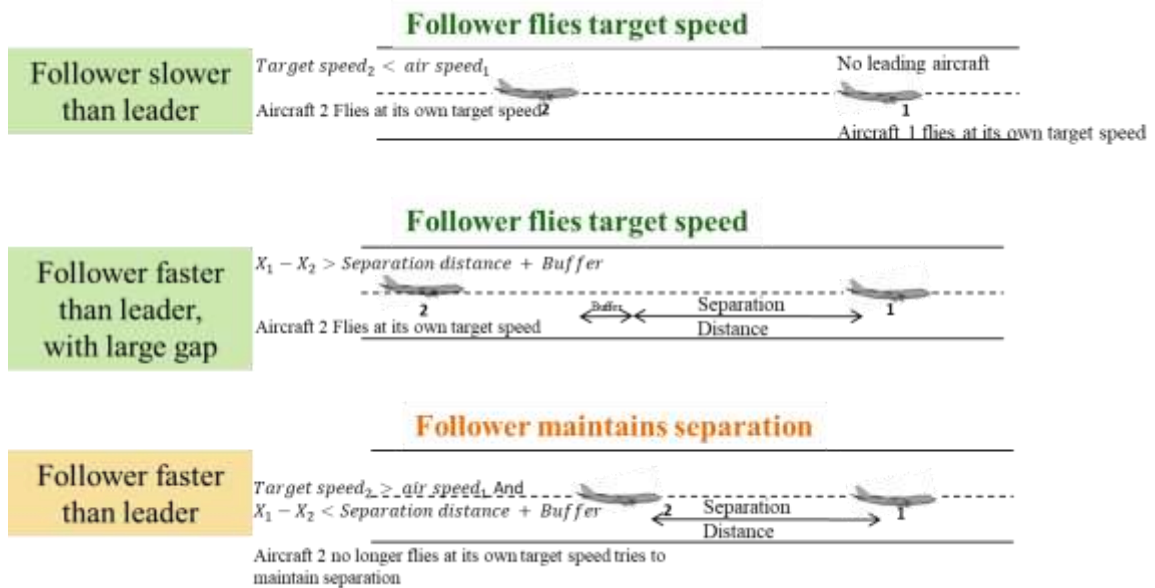 Follower flies target speed
Follower slower
than leader
Target speed₂ < air speed₁
No leading aircraft
Aircraft 2 Flies at its own target speed
2
1
Aircraft 1 flies at its own target speed
Follower flies target speed
Follower faster
than leader,
with large gap
X₁ − X₂ > Separation distance + Buffer
2
Buffer
Separation
Distance
1
Aircraft 2 Flies at its own target speed
Follower maintains separation
Follower faster
than leader
Target speed₂ > air speed₁ And
X₁ − X₂ < Separation distance + Buffer
2
Separation
Distance
1
Aircraft 2 no longer flies at its own target speed tries to
maintain separation